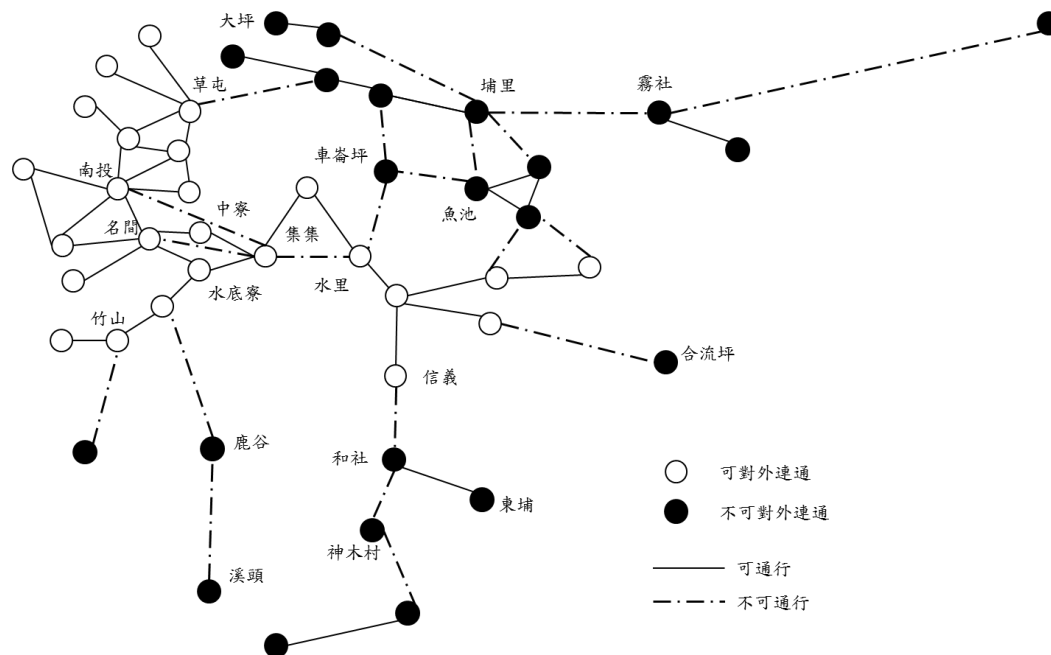 大坪
草屯
埔里
霧社
車崙坪
南投
魚池
中寮
名間
集集
水底寮
水里
竹山
合流坪
信義
鹿谷
和社
東埔
神木村
溪頭
可對外連通
不可對外連通
可通行
不可通行